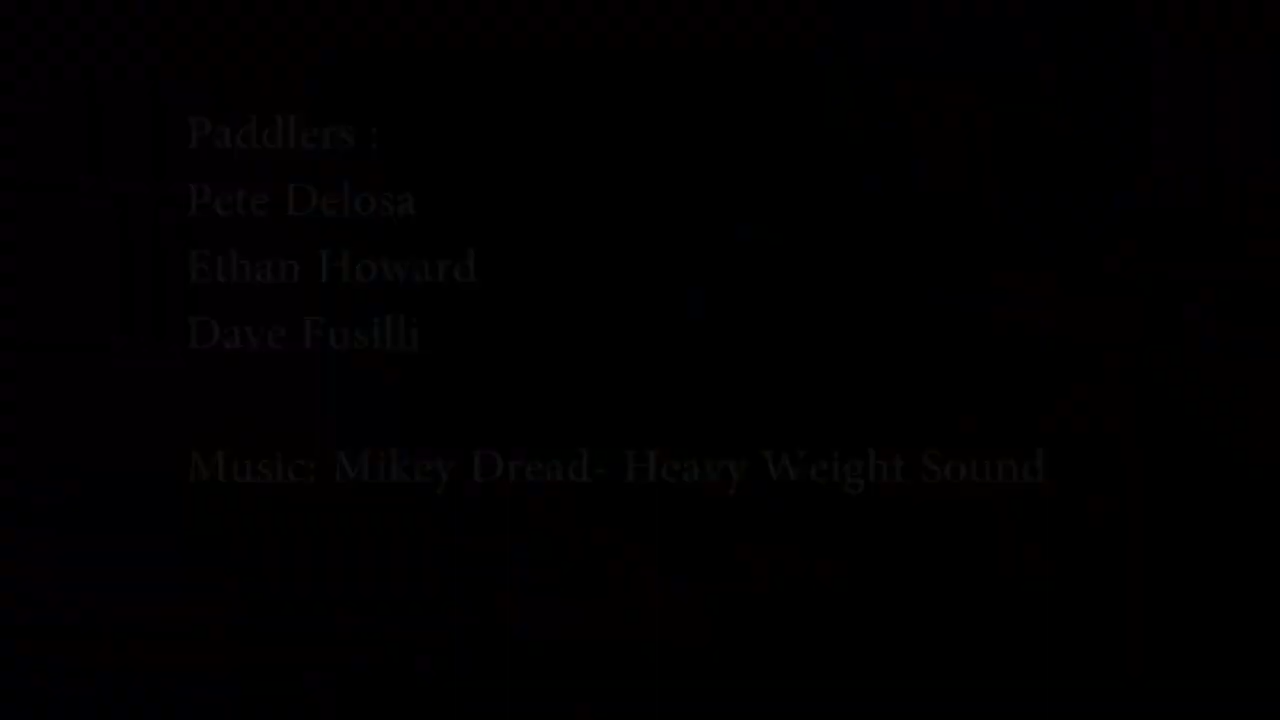 Paddlers :
Pete Delosa
Ethan Howard
Dave Fusilli
Music: Mikey Dread- Heavy Weight Sound